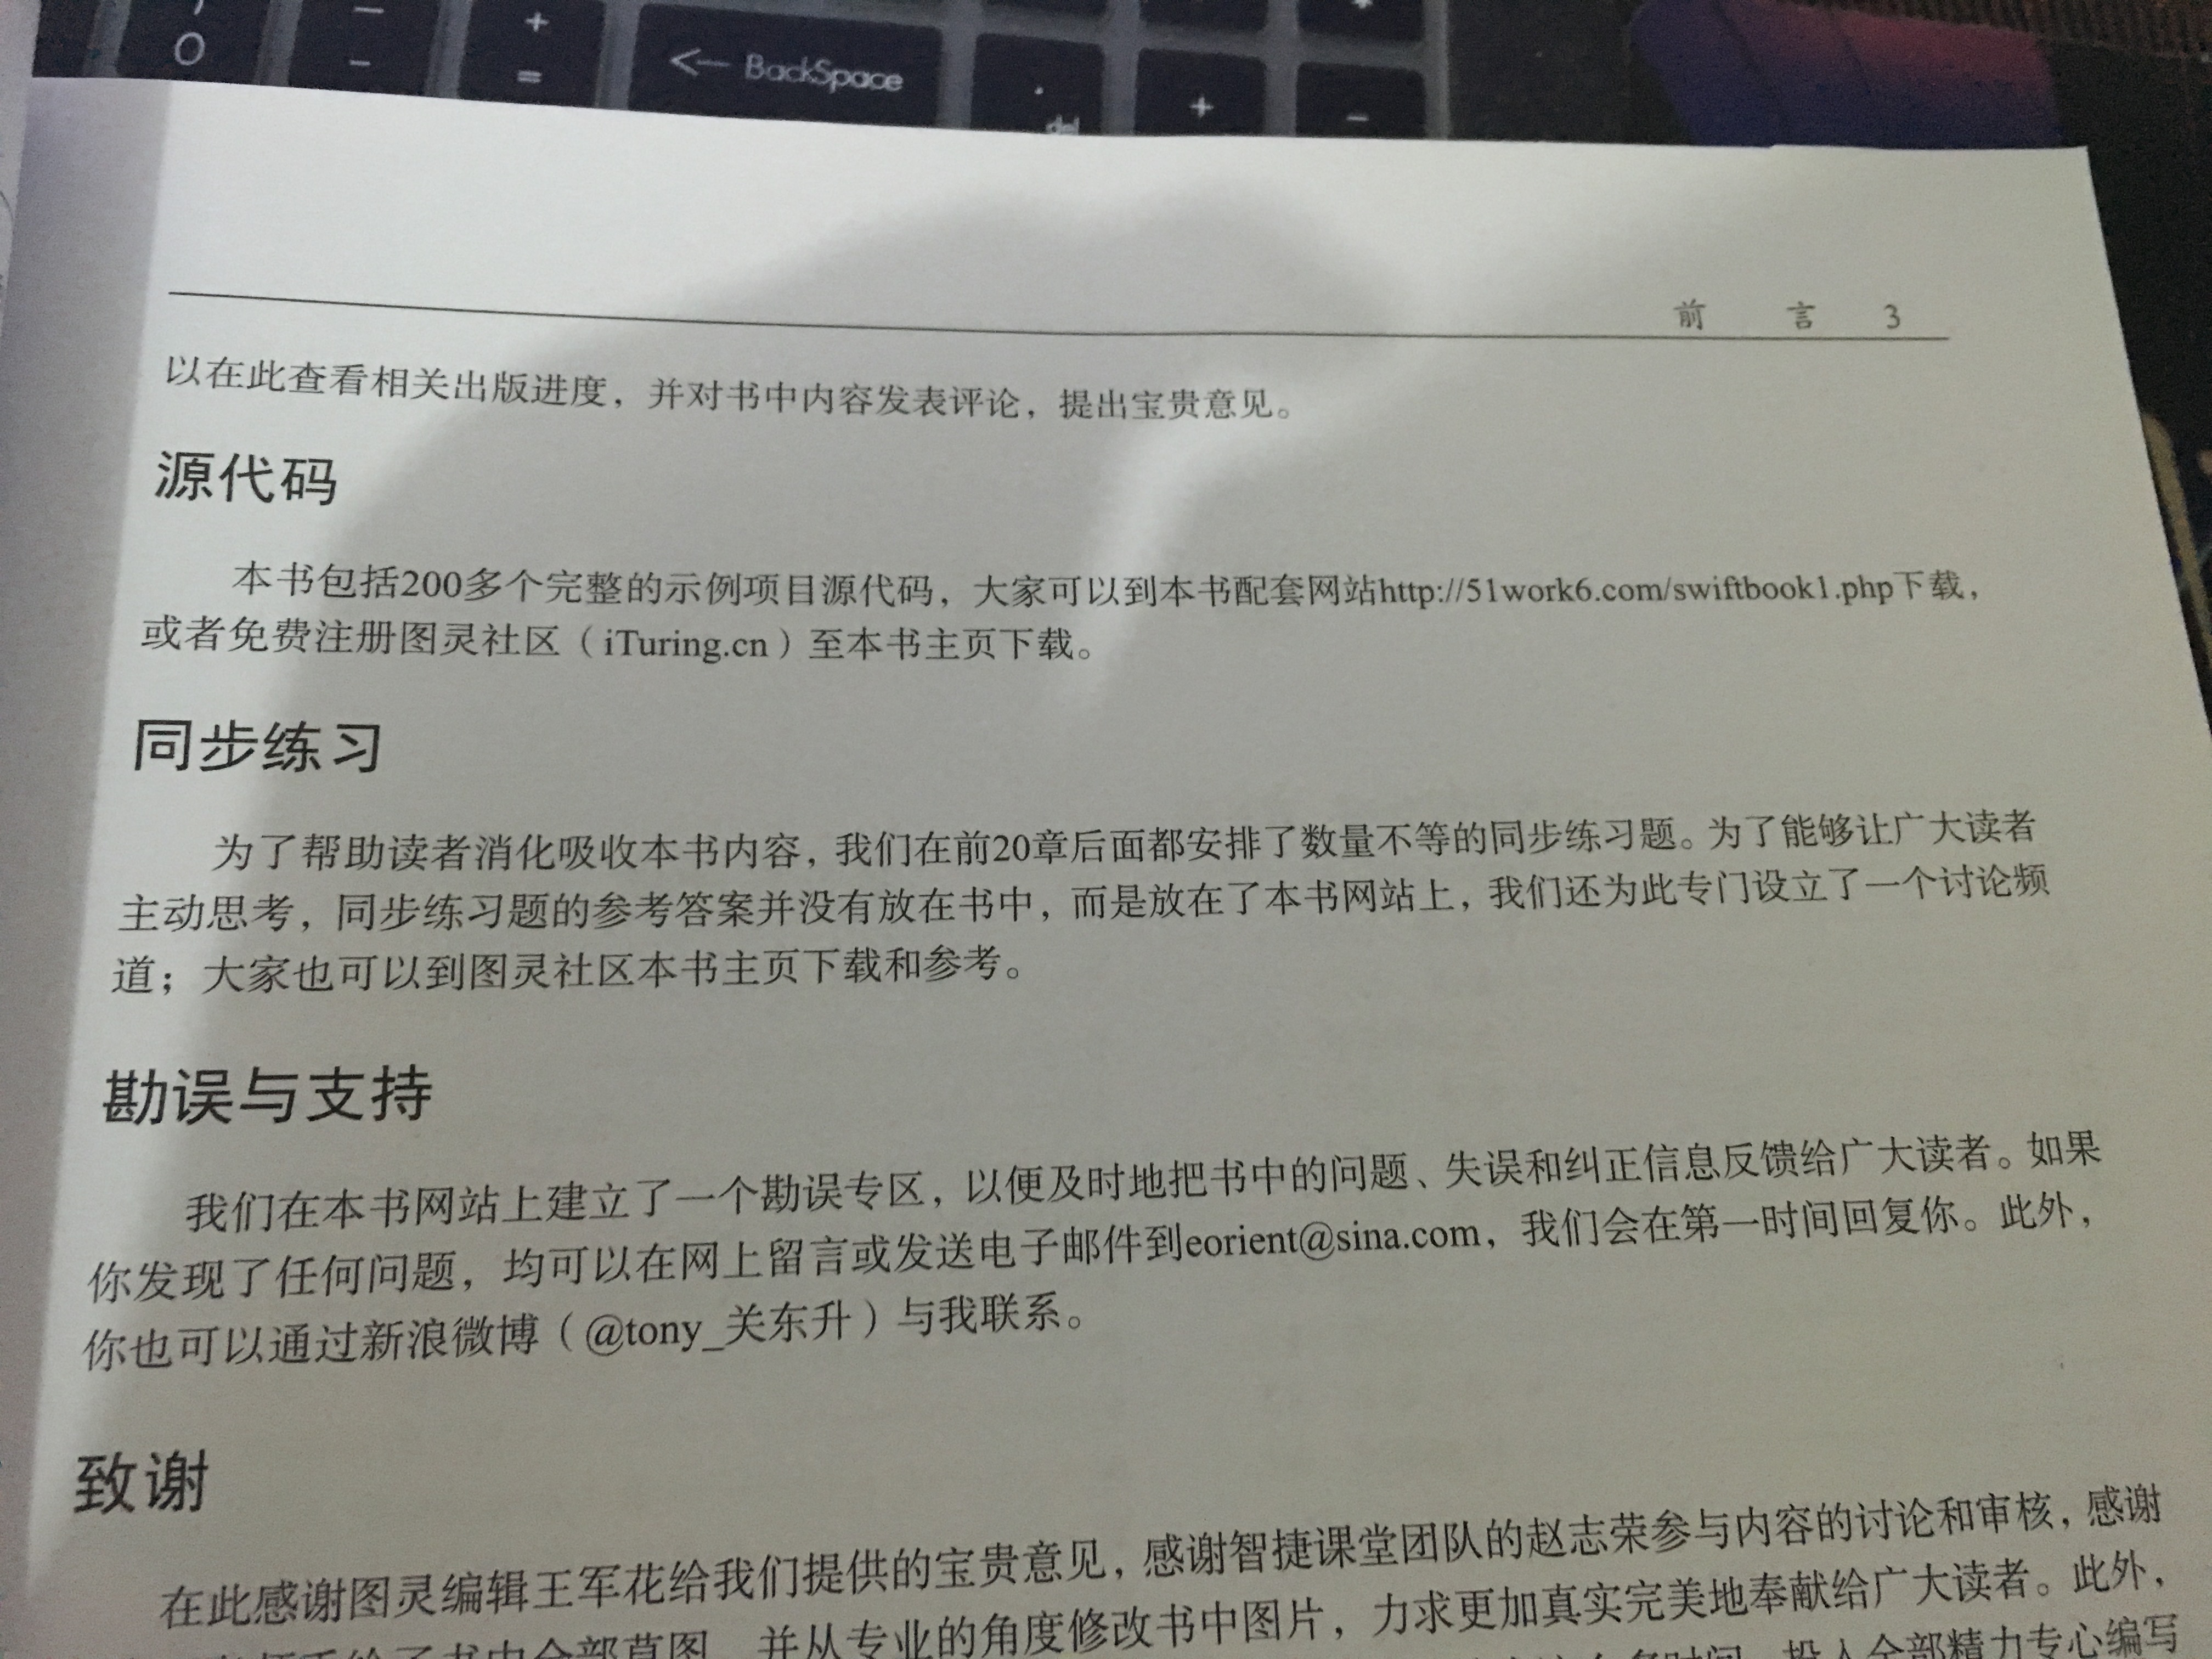 O
—
-
+
=
<— BackSpace
.
del
+
-
前 言 3
以在此查看相关出版进度，并对书中内容发表评论，提出宝贵意见。
源代码
本书包括200多个完整的示例项目源代码，大家可以到本书配套网站http://51work6.com/swiftbook1.php下载，
或者免费注册图灵社区（iTuring.cn）至本书主页下载。
同步练习
为了帮助读者消化吸收本书内容，我们在前20章后面都安排了数量不等的同步练习题。为了能够让广大读者
主动思考，同步练习题的参考答案并没有放在书中，而是放在了本书网站上，我们还为此专门设立了一个讨论频
道；大家也可以到图灵社区本书主页下载和参考。
勘误与支持
我们在本书网站上建立了一个勘误专区，以便及时地把书中的问题、失误和纠正信息反馈给广大读者。如果
你发现了任何问题，均可以在网上留言或发送电子邮件到eorient@sina.com，我们会在第一时间回复你。此外，
你也可以通过新浪微博（@tony_关东升）与我联系。
致谢
在此感谢图灵编辑王军花给我们提供的宝贵意见，感谢智捷课堂团队的赵志荣参与内容的讨论和审核，感谢
手绘了书中全部草图，并从专业的角度修改书中图片，力求更加真实完美地奉献给广大读者。此外，
投入全部精力专心编写